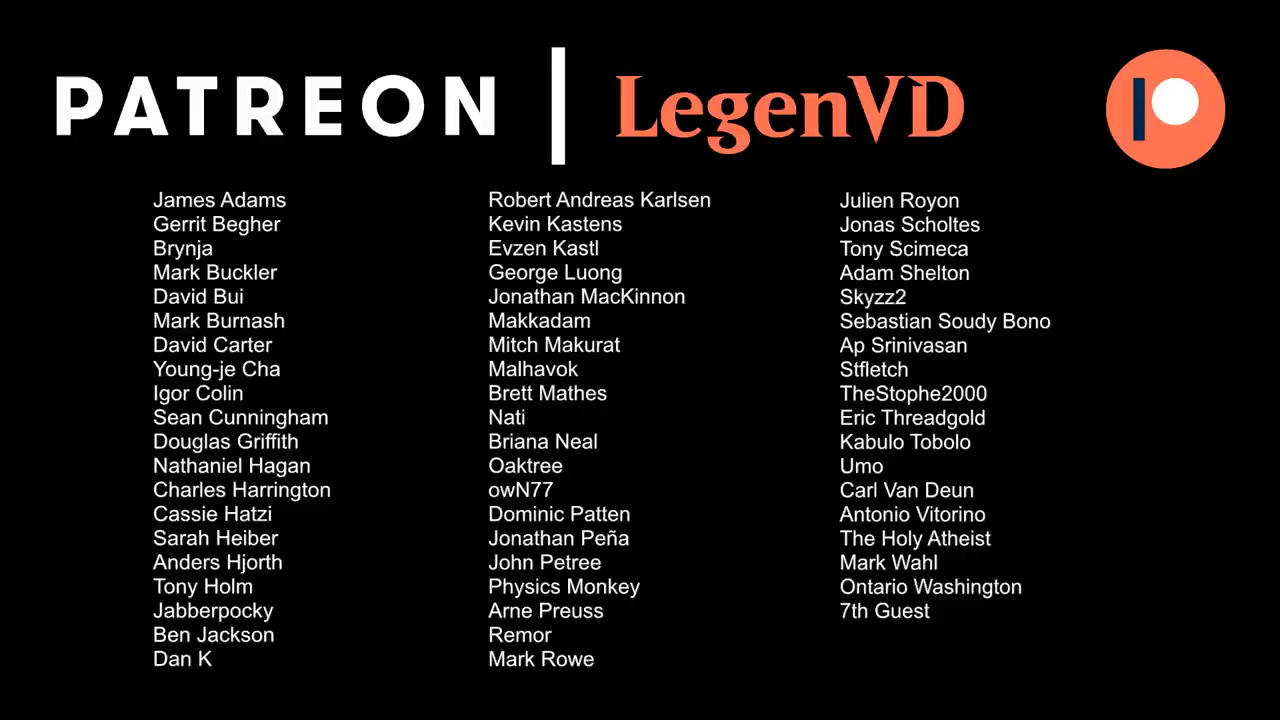 PATREON | LegenVD
James Adams
Gerrit Begher
Brynja
Mark Buckler
David Bui
Mark Burnash
David Carter
Young-je Cha
Igor Colin
Sean Cunningham
Douglas Griffith
Nathaniel Hagan
Charles Harrington
Cassie Hatzi
Sarah Heiber
Anders Hjorth
Tony Holm
Jabberpocky
Ben Jackson
Dan K
Robert Andreas Karlsen
Kevin Kastens
Evzen Kastl
George Luong
Jonathan MacKinnon
Makkadam
Mitch Makurat
Malhavok
Brett Mathes
Nati
Briana Neal
Oaktree
owN77
Dominic Patten
Jonathan Peña
John Petree
Physics Monkey
Arne Preuss
Remor
Mark Rowe
Julien Royon
Jonas Scholtes
Tony Scimeca
Adam Shelton
Skyzz2
Sebastian Soudy Bono
Ap Srinivasan
Stfletch
TheStophe2000
Eric Threadgold
Kabulo Tobolo
Umo
Carl Van Deun
Antonio Vitorino
The Holy Atheist
Mark Wahl
Ontario Washington
7th Guest